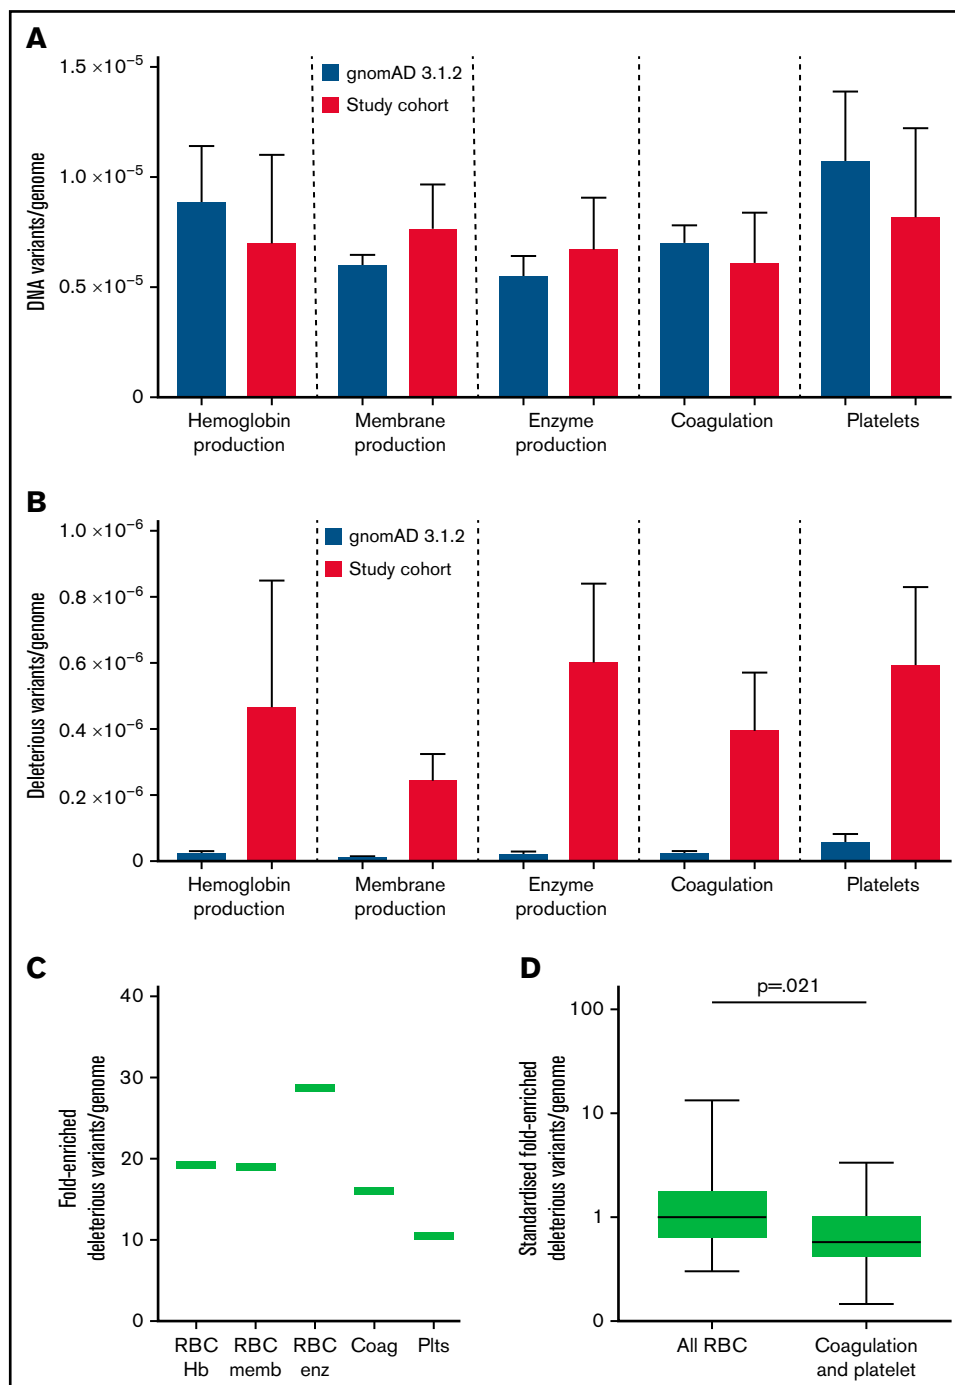 A
DNA variants/genome
1.5 ×10⁻⁵
1.0 ×10⁻⁵
0.5 ×10⁻⁵
0
gnomAD 3.1.2
Study cohort
Hemoglobin production
Membrane production
Enzyme production
Coagulation
Platelets
B
Deleterious variants/genome
1.0 ×10⁻⁶
0.8 ×10⁻⁶
0.6 ×10⁻⁶
0.4 ×10⁻⁶
0.2 ×10⁻⁶
0
gnomAD 3.1.2
Study cohort
Hemoglobin production
Membrane production
Enzyme production
Coagulation
Platelets
C
Fold-enriched
deleterious variants/genome
40
30
20
10
0
RBC Hb
RBC memb
RBC enz
Coag
Plts
D
Standardised fold-enriched
deleterious variants/genome
100
10
1
0
p=.021
All RBC
Coagulation and platelet